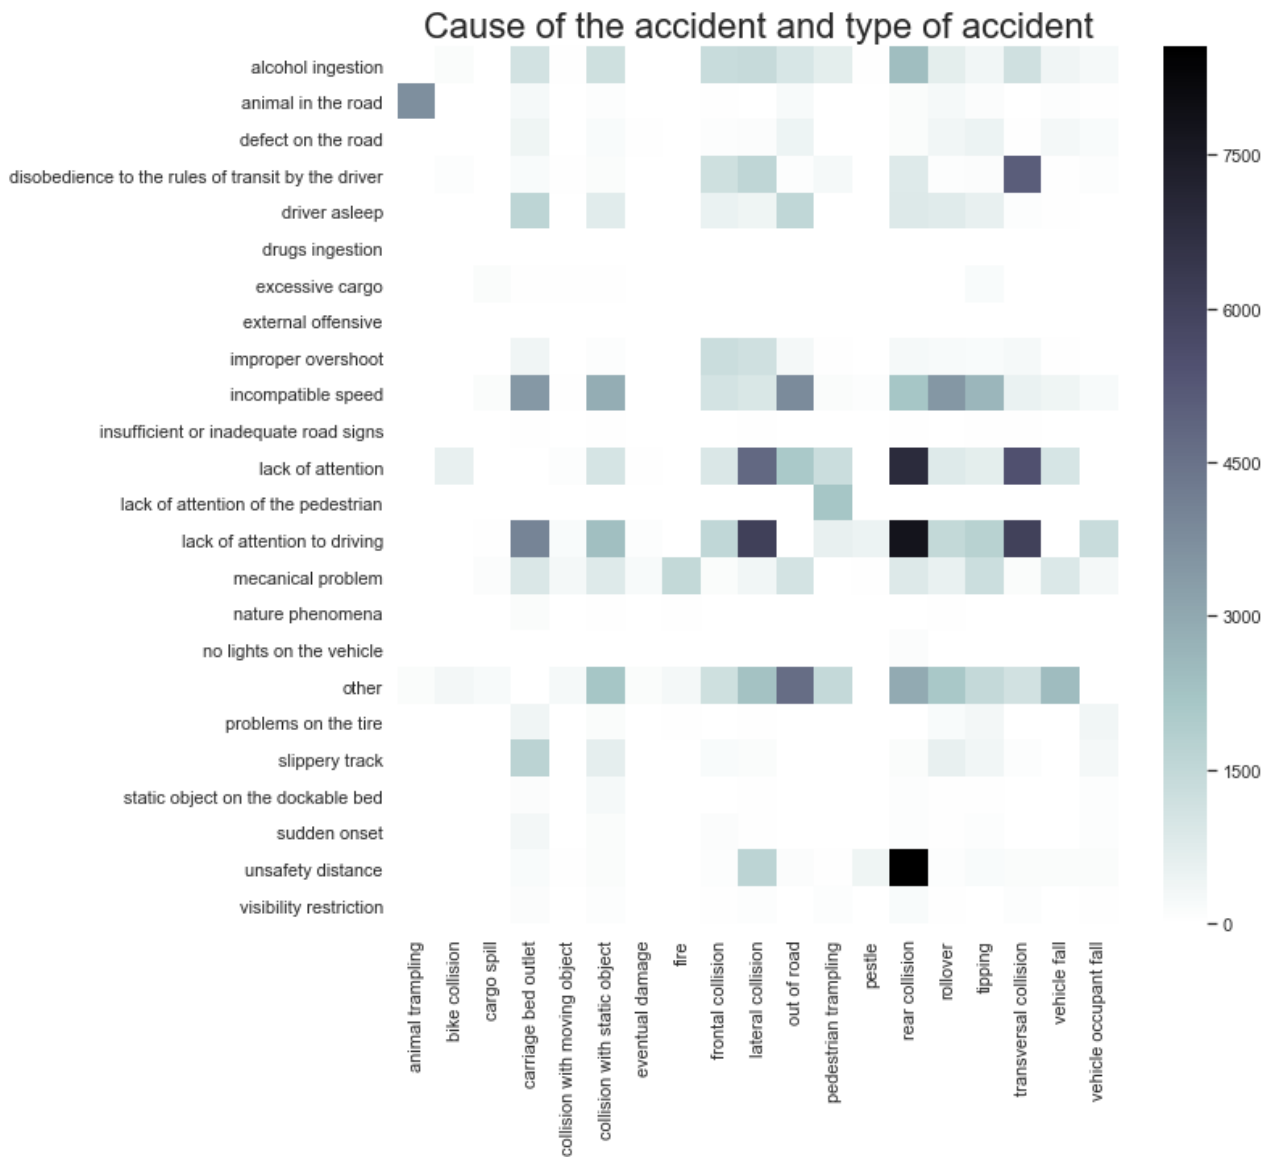 Cause of the accident and type of accident
alcohol ingestion
animal in the road
defect on the road
disobedience to the rules of transit by the driver
driver asleep
drugs ingestion
excessive cargo
external offensive
improper overshoot
incompatible speed
insufficient or inadequate road signs
lack of attention
lack of attention of the pedestrian
lack of attention to driving
mecanical problem
nature phenomena
no lights on the vehicle
other
problems on the tire
slippery track
static object on the dockable bed
sudden onset
unsafety distance
visibility restriction
animal trampling
bike collision
cargo spill
carriage bed outlet
collision with moving object
collision with static object
eventual damage
fire
frontal collision
lateral collision
out of road
pedestrian trampling
pestle
rear collision
rollover
tipping
transversal collision
vehicle fall
vehicle occupant fall
7500
6000
4500
3000
1500
0